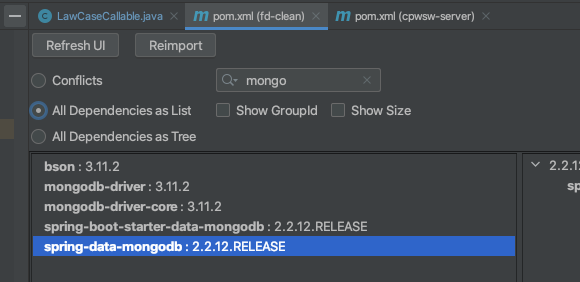 LawCaseCallable.java
pom.xml (fd-clean)
pom.xml (cpwsw-server)
Refresh UI
Reimport
Conflicts
mongo
All Dependencies as List
Show GroupId
Show Size
All Dependencies as Tree
bson : 3.11.2
mongodb-driver : 3.11.2
mongodb-driver-core : 3.11.2
spring-boot-starter-data-mongodb : 2.2.12.RELEASE
spring-data-mongodb : 2.2.12.RELEASE
2.2.12
sp